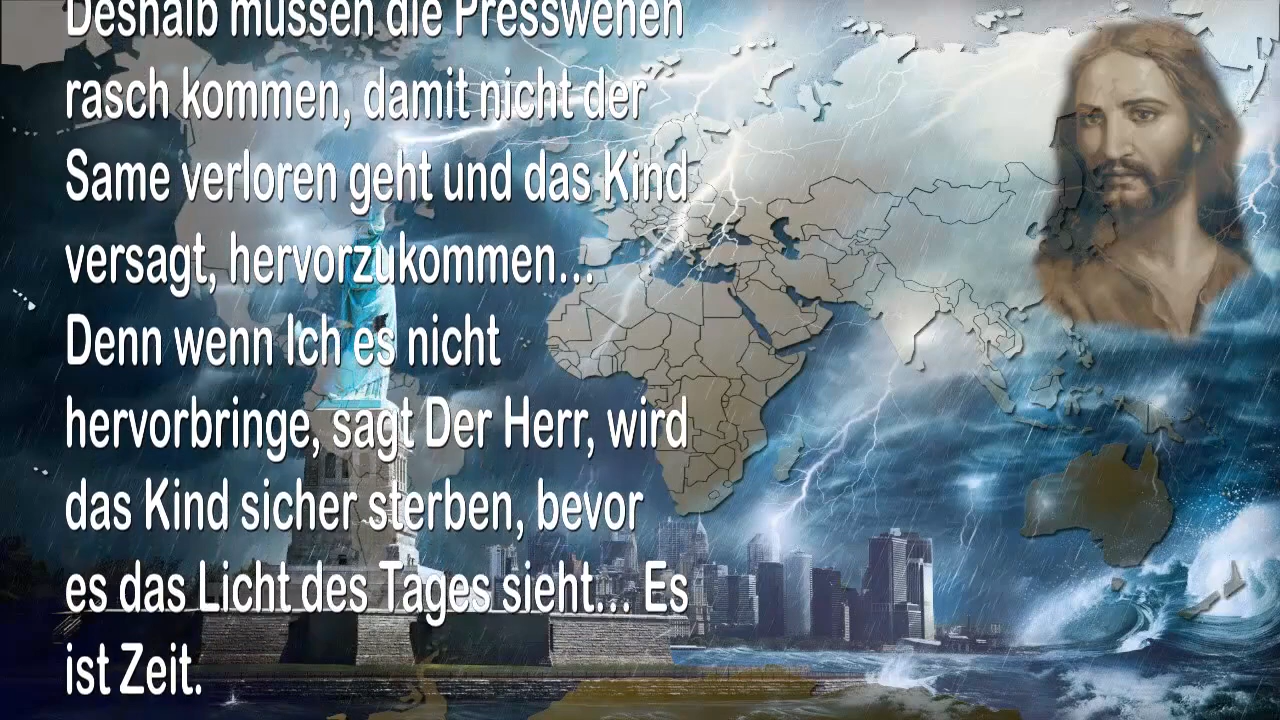 Deshalb müssen die Presswehen
rasch kommen, damit nicht der
Same verloren geht und das Kind
versagt, hervorzukommen...
Denn wenn Ich es nicht
hervorbringe, sagt Der Herr, wird
das Kind sicher sterben, bevor
es das Licht des Tages sieht... Es
ist Zeit.